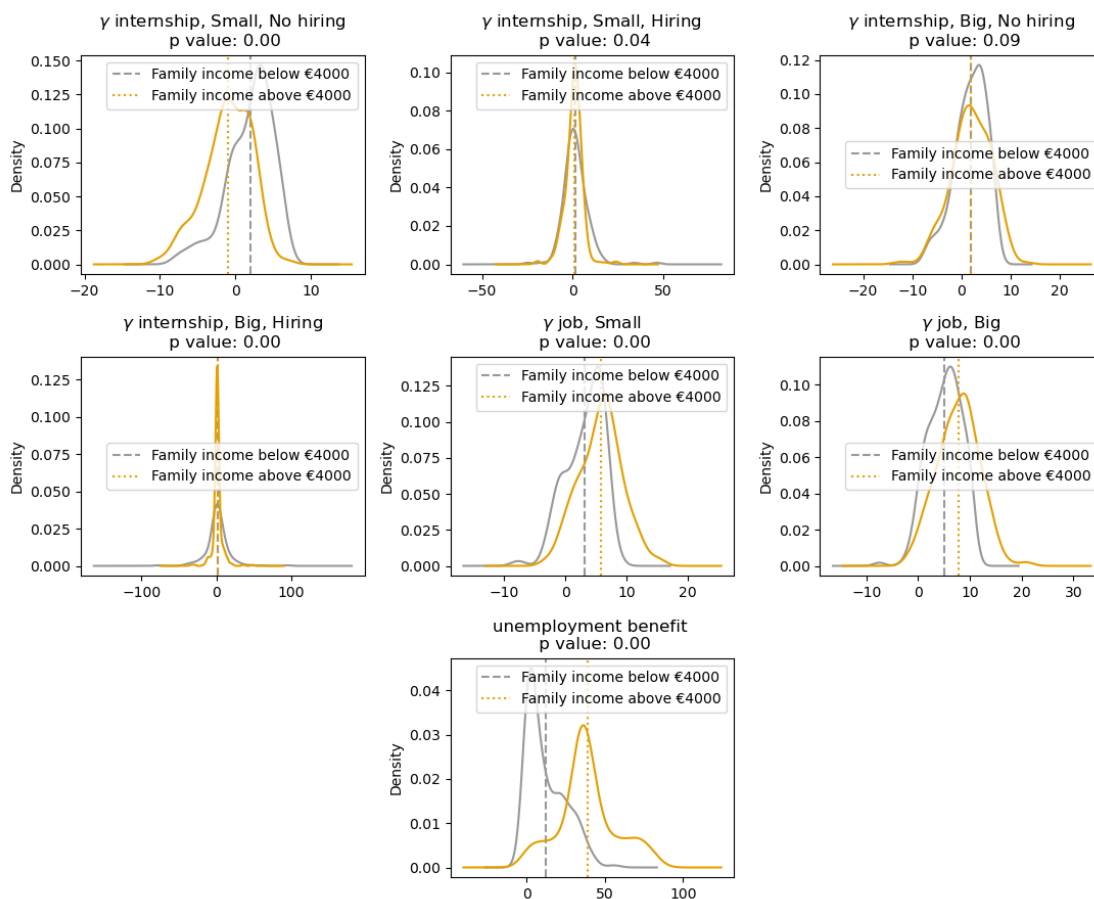 γ internship, Small, No hiring
p value: 0.00
Family income below €4000
Family income above €4000
Density
0.150
0.125
0.100
0.075
0.050
0.025
0.000
−20
−10
0
10
γ internship, Small, Hiring
p value: 0.04
Family income below €4000
Family income above €4000
Density
0.10
0.08
0.06
0.04
0.02
0.00
−50
0
50
γ internship, Big, No hiring
p value: 0.09
Family income below €4000
Family income above €4000
Density
0.12
0.10
0.08
0.06
0.04
0.02
0.00
−20
−10
0
10
20
γ internship, Big, Hiring
p value: 0.00
Family income below €4000
Family income above €4000
Density
0.125
0.100
0.075
0.050
0.025
0.000
−100
0
100
γ job, Small
p value: 0.00
Family income below €4000
Family income above €4000
Density
0.125
0.100
0.075
0.050
0.025
0.000
−10
0
10
20
γ job, Big
p value: 0.00
Family income below €4000
Family income above €4000
Density
0.10
0.08
0.06
0.04
0.02
0.00
−10
0
10
20
30
unemployment benefit
p value: 0.00
Family income below €4000
Family income above €4000
Density
0.04
0.03
0.02
0.01
0.00
0
50
100